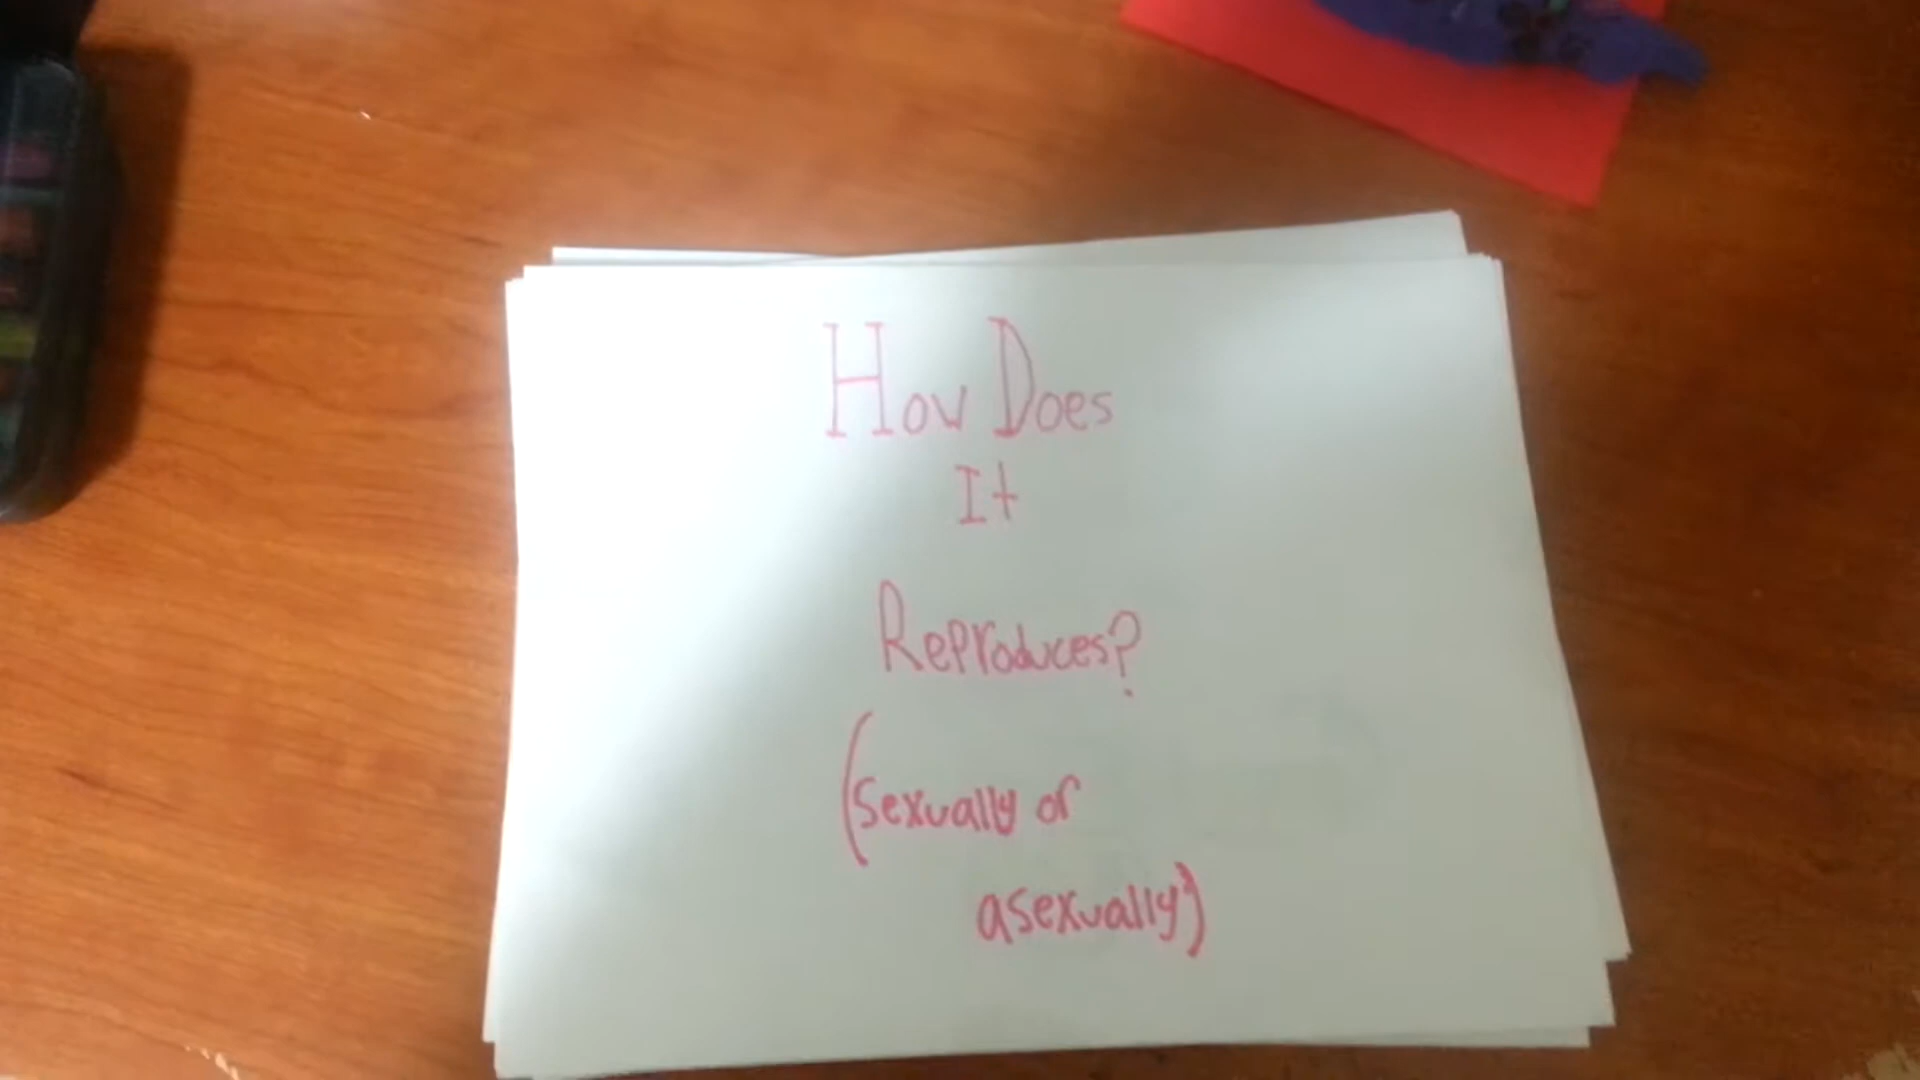 How Does
It
Reproduces?
(sexually or
asexually)